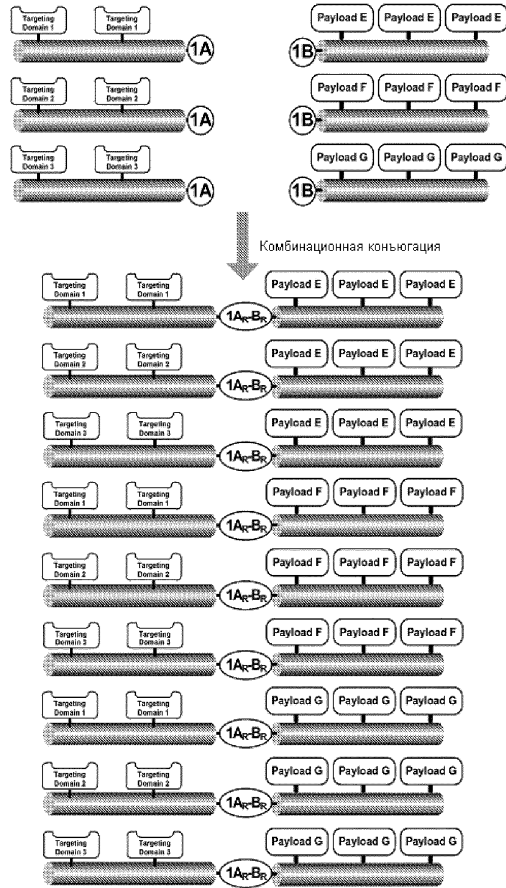 Targeting Domain 1 Targeting Domain 1 1A
Payload E Payload E Payload E 1B
Targeting Domain 2 Targeting Domain 2 1A
Payload F Payload F Payload F 1B
Targeting Domain 3 Targeting Domain 3 1A
Payload G Payload G Payload G 1B
Комбинационная конъюгация
Targeting Domain 1 Targeting Domain 1 1AR-BR Payload E Payload E Payload E
Targeting Domain 2 Targeting Domain 2 1AR-BR Payload E Payload E Payload E
Targeting Domain 3 Targeting Domain 3 1AR-BR Payload E Payload E Payload E
Targeting Domain 1 Targeting Domain 1 1AR-BR Payload F Payload F Payload F
Targeting Domain 2 Targeting Domain 2 1AR-BR Payload F Payload F Payload F
Targeting Domain 3 Targeting Domain 3 1AR-BR Payload F Payload F Payload F
Targeting Domain 1 Targeting Domain 1 1AR-BR Payload G Payload G Payload G
Targeting Domain 2 Targeting Domain 2 1AR-BR Payload G Payload G Payload G
Targeting Domain 3 Targeting Domain 3 1AR-BR Payload G Payload G Payload G